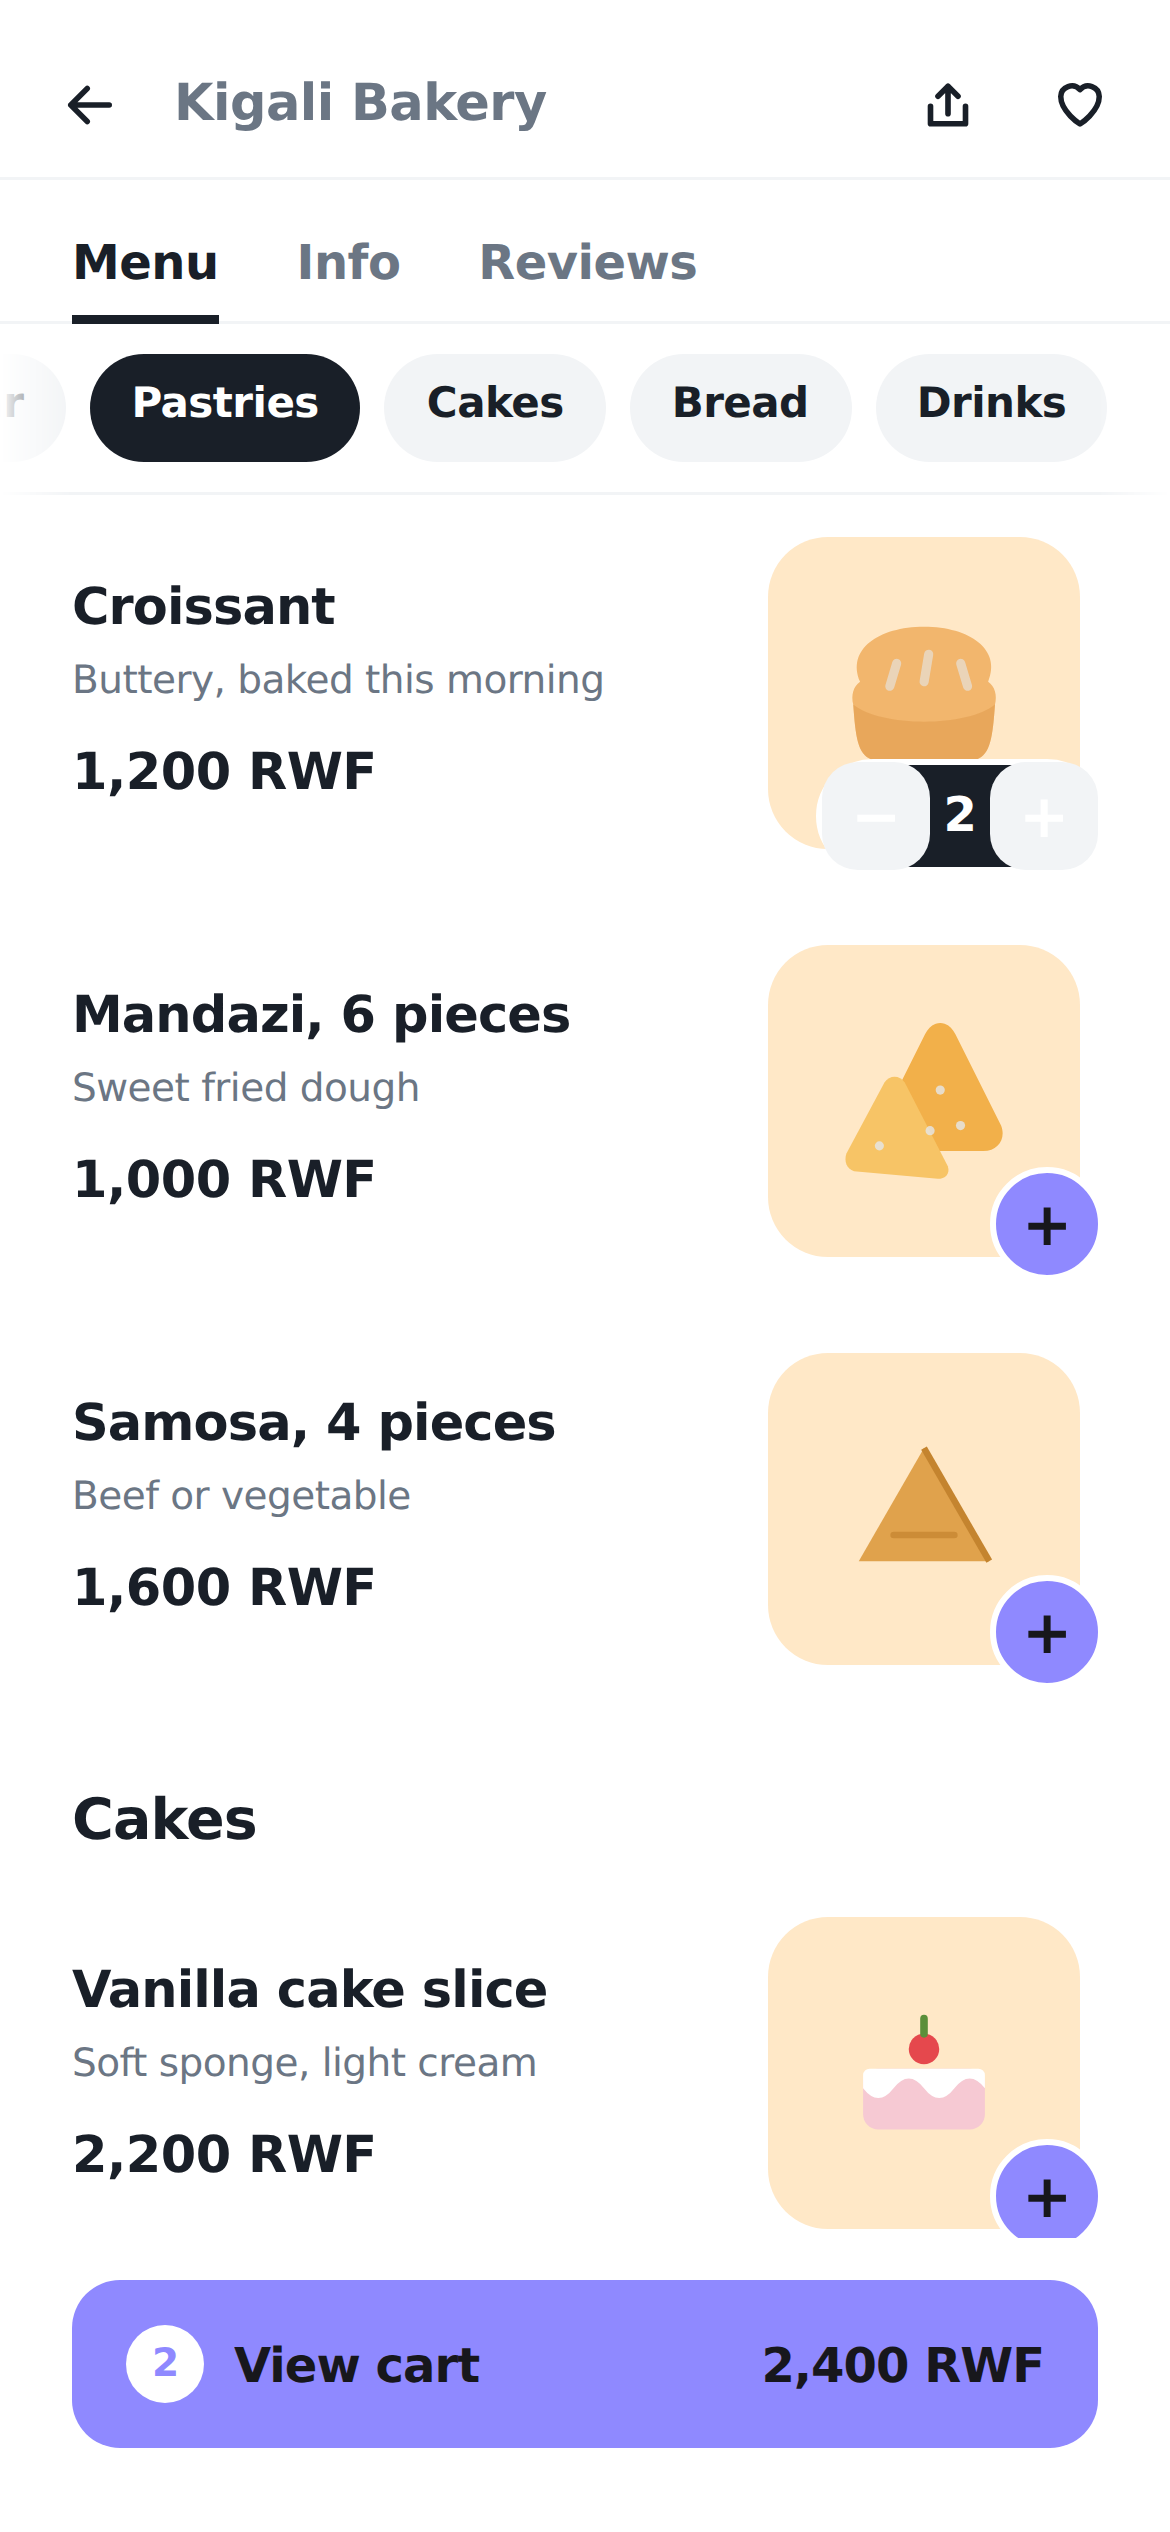 Kigali Bakery
Menu Info Reviews
r Pastries Cakes Bread Drinks
Croissant
Buttery, baked this morning
1,200 RWF
− 2 +
Mandazi, 6 pieces
Sweet fried dough
1,000 RWF
+
Samosa, 4 pieces
Beef or vegetable
1,600 RWF
+
Cakes
Vanilla cake slice
Soft sponge, light cream
2,200 RWF
+
2 View cart 2,400 RWF